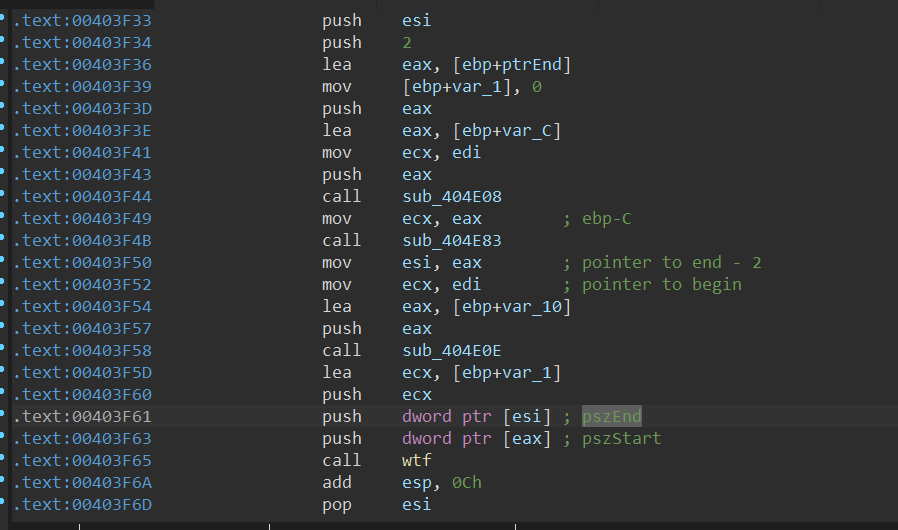 .text:00403F33 push esi
.text:00403F34 push 2
.text:00403F36 lea eax, [ebp+ptrEnd]
.text:00403F39 mov [ebp+var_1], 0
.text:00403F3D push eax
.text:00403F3E lea eax, [ebp+var_C]
.text:00403F41 mov ecx, edi
.text:00403F43 push eax
.text:00403F44 call sub_404E08
.text:00403F49 mov ecx, eax ; ebp-C
.text:00403F4B call sub_404E83
.text:00403F50 mov esi, eax ; pointer to end - 2
.text:00403F52 mov ecx, edi ; pointer to begin
.text:00403F54 lea eax, [ebp+var_10]
.text:00403F57 push eax
.text:00403F58 call sub_404E0E
.text:00403F5D lea ecx, [ebp+var_1]
.text:00403F60 push ecx
.text:00403F61 push dword ptr [esi] ; pszEnd
.text:00403F63 push dword ptr [eax] ; pszStart
.text:00403F65 call wtf
.text:00403F6A add esp, 0Ch
.text:00403F6D pop esi